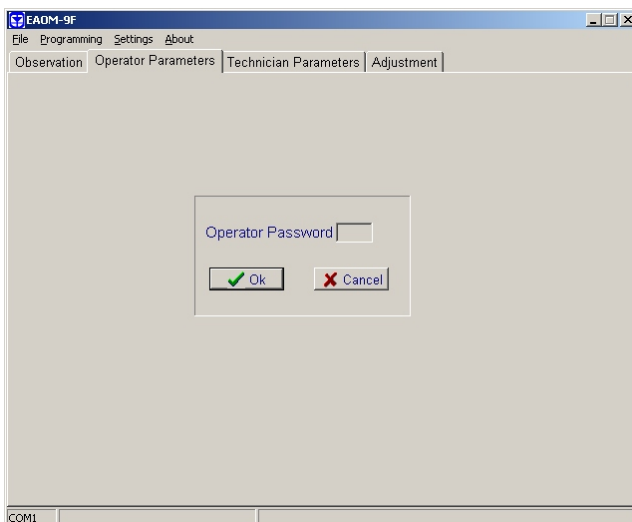 EAOM-9F
File Programming Settings About
Observation Operator Parameters Technician Parameters Adjustment
Operator Password
Ok Cancel
COM1